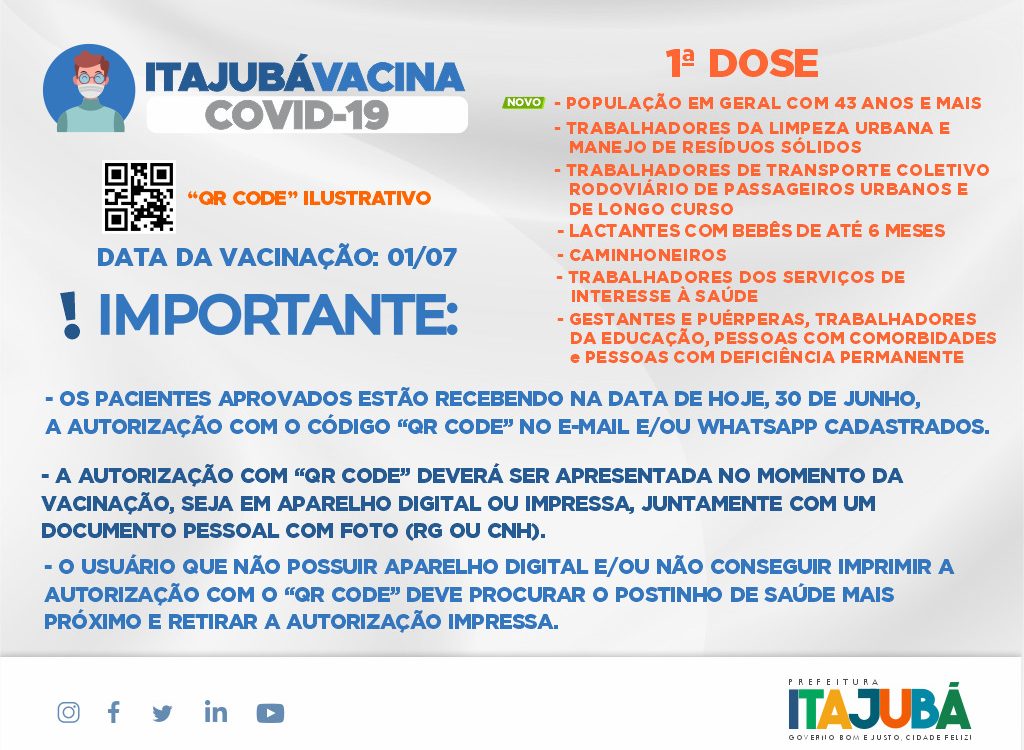 ITAJUBÁVACINA
COVID-19
"QR CODE" ILUSTRATIVO
DATA DA VACINAÇÃO: 01/07
! IMPORTANTE:
1ª DOSE
NOVO - POPULAÇÃO EM GERAL COM 43 ANOS E MAIS
- TRABALHADORES DA LIMPEZA URBANA E
MANEJO DE RESÍDUOS SÓLIDOS
- TRABALHADORES DE TRANSPORTE COLETIVO
RODOVIÁRIO DE PASSAGEIROS URBANOS E
DE LONGO CURSO
- LACTANTES COM BEBÊS DE ATÉ 6 MESES
- CAMINHONEIROS
- TRABALHADORES DOS SERVIÇOS DE
INTERESSE À SAÚDE
- GESTANTES E PUÉRPERAS, TRABALHADORES
DA EDUCAÇÃO, PESSOAS COM COMORBIDADES
e PESSOAS COM DEFICIÊNCIA PERMANENTE
- OS PACIENTES APROVADOS ESTÃO RECEBENDO NA DATA DE HOJE, 30 DE JUNHO,
A AUTORIZAÇÃO COM O CÓDIGO "QR CODE" NO E-MAIL E/OU WHATSAPP CADASTRADOS.
- A AUTORIZAÇÃO COM "QR CODE" DEVERÁ SER APRESENTADA NO MOMENTO DA
VACINAÇÃO, SEJA EM APARELHO DIGITAL OU IMPRESSA, JUNTAMENTE COM UM
DOCUMENTO PESSOAL COM FOTO (RG OU CNH).
- O USUÁRIO QUE NÃO POSSUIR APARELHO DIGITAL E/OU NÃO CONSEGUIR IMPRIMIR A
AUTORIZAÇÃO COM O "QR CODE" DEVE PROCURAR O POSTINHO DE SAÚDE MAIS
PRÓXIMO E RETIRAR A AUTORIZAÇÃO IMPRESSA.
PREFEITURA
ITAJUBÁ
GOVERNO BOM E JUSTO, CIDADE FELIZ!